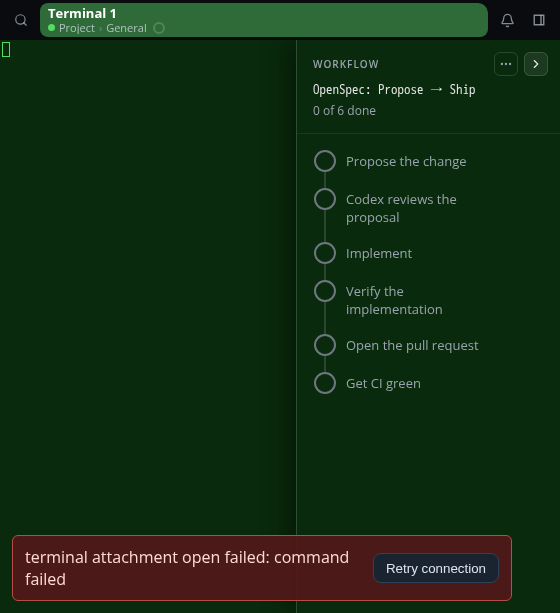 Terminal 1
Project › General
WORKFLOW
OpenSpec: Propose → Ship
0 of 6 done
Propose the change
Codex reviews the
proposal
Implement
Verify the
implementation
Open the pull request
Get CI green
terminal attachment open failed: command
failed
Retry connection